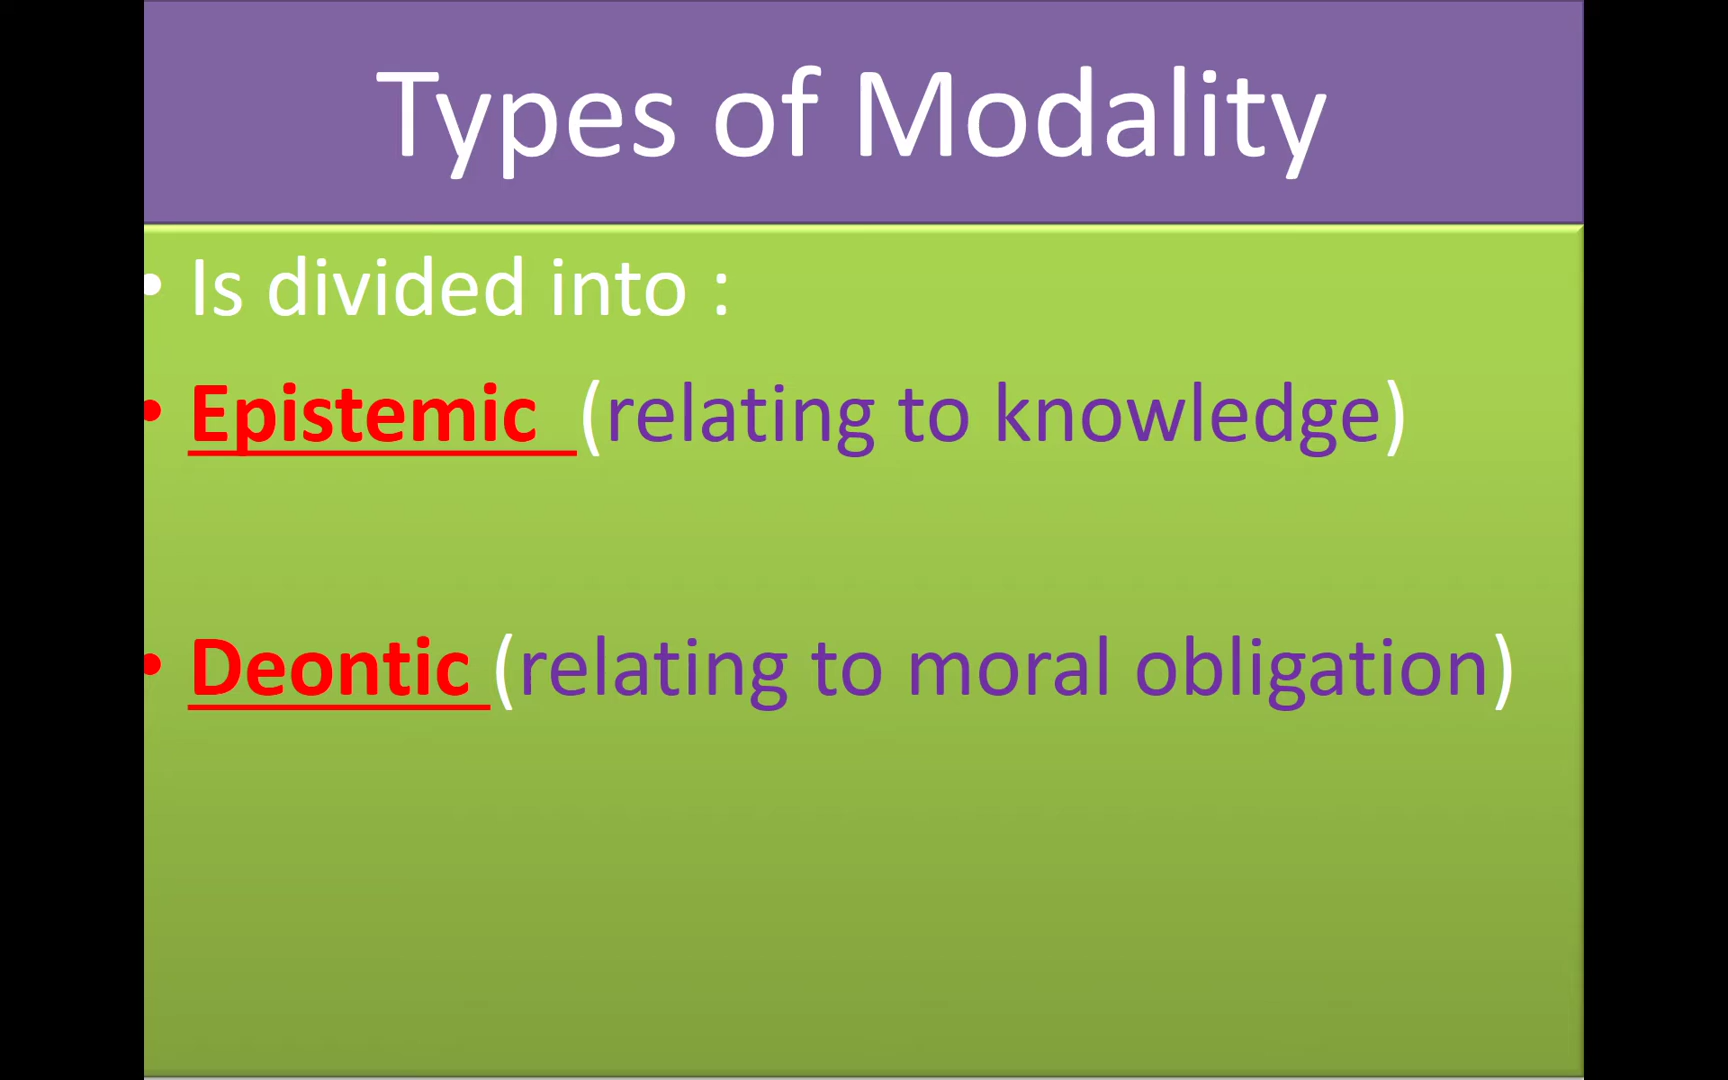 Types of Modality
• Is divided into :
• Epistemic (relating to knowledge)
• Deontic (relating to moral obligation)